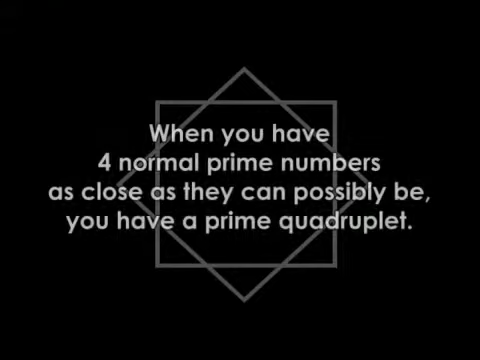 When you have
4 normal prime numbers
as close as they can possibly be,
you have a prime quadruplet.